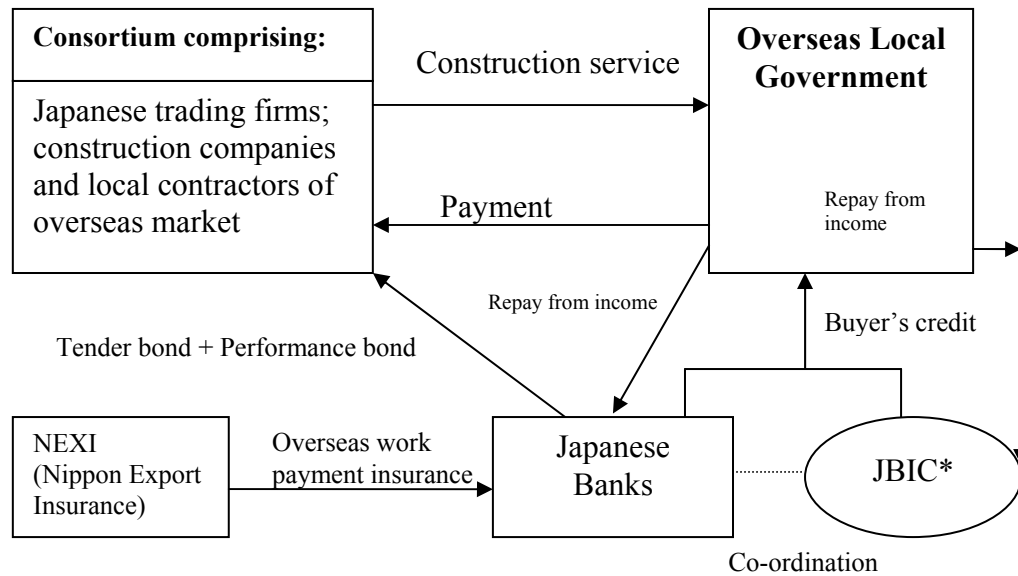 Consortium comprising:
Japanese trading firms;
construction companies
and local contractors of
overseas market
Construction service
Overseas Local
Government
Payment
Repay from
income
Repay from income
Buyer’s credit
Tender bond + Performance bond
NEXI
(Nippon Export
Insurance)
Overseas work
payment insurance
Japanese
Banks
JBIC*
Co-ordination